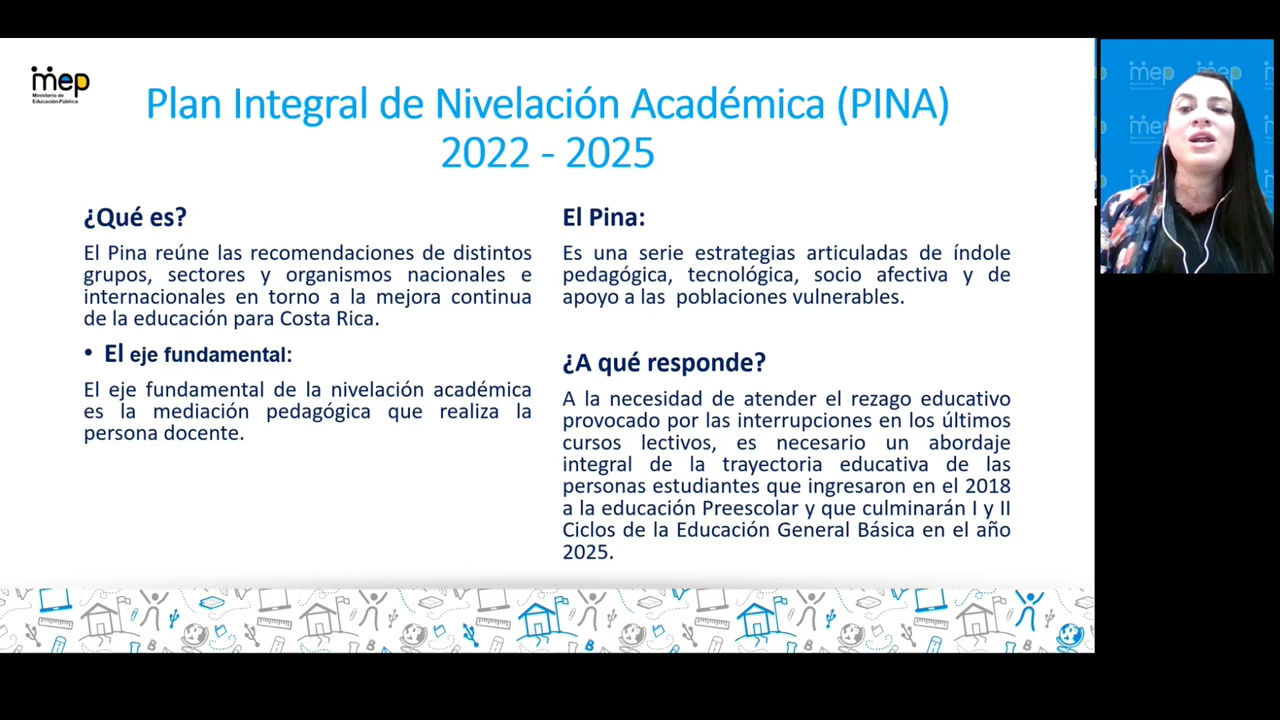 mep
Ministerio de
Educación Pública
Plan Integral de Nivelación Académica (PINA)
2022 - 2025
¿Qué es?
El Pina reúne las recomendaciones de distintos
grupos, sectores y organismos nacionales e
internacionales en torno a la mejora continua
de la educación para Costa Rica.
• El eje fundamental:
El eje fundamental de la nivelación académica
es la mediación pedagógica que realiza la
persona docente.
El Pina:
Es una serie estrategias articuladas de índole
pedagógica, tecnológica, socio afectiva y de
apoyo a las poblaciones vulnerables.
¿A qué responde?
A la necesidad de atender el rezago educativo
provocado por las interrupciones en los últimos
cursos lectivos, es necesario un abordaje
integral de la trayectoria educativa de las
personas estudiantes que ingresaron en el 2018
a la educación Preescolar y que culminarán I y II
Ciclos de la Educación General Básica en el año
2025.
mep
mep